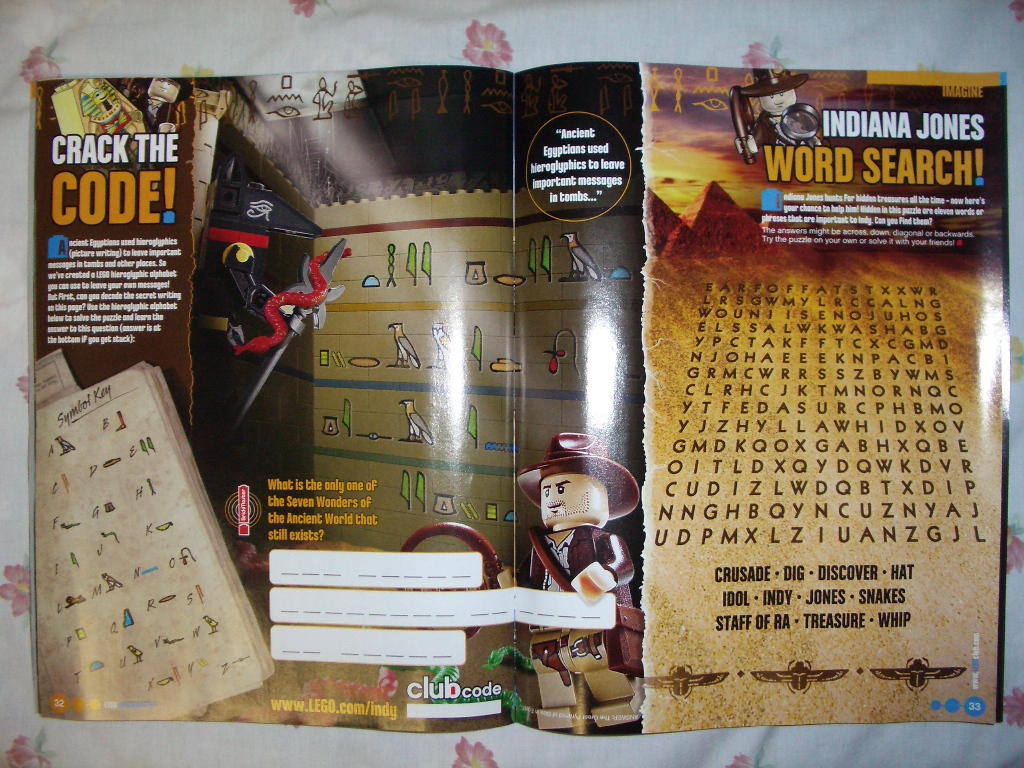 CRACK THE
CODE!
Ancient Egyptians used hieroglyphics
(picture writing) to leave important
messages in tombs and other places. So
we've created a LEGO hieroglyphic alphabet
you can use to leave your own messages!
But first, can you decode the secret writing
on this page? Use the hieroglyphic alphabet
below to solve the puzzle and learn the
answer to this question (answer is at
the bottom if you get stuck):
Symbol Key
A B
C D E
F G H
I J K
L M N O
P Q R S
T U V W
X Y Z
What is the only one of
the Seven Wonders of
the Ancient World that
still exists?
BrickMaster
www.LEGO.com/indy
club code
32
"Ancient
Egyptians used
hieroglyphics to leave
important messages
in tombs..."
IMAGINE
INDIANA JONES
WORD SEARCH!
Indiana Jones hunts for hidden treasures all the time - now here's
your chance to help him! Hidden in this puzzle are eleven words or
phrases that are important to Indy. Can you find them?
The answers might be across, down, diagonal or backwards.
Try the puzzle on your own or solve it with your friends!
E A R F O F F A T S T X X W R
L R S G W M Y L R C C A L N G
W O U N I I S E N O J U H O S
E L S S A L W K W A S H A B G
Y P C T A K F F T C X C G M D
N J O H A E E E K N P A C B I
G R M C W R R S S Z B Y W M S
C L R H C J K T M N O R N Q C
Y T F E D A S U R C P H B M O
Y J Z H Y L L A W H I D X O V
G M D K Q O X G A B H X Q B E
O I T L D X Q Y D Q W K D V R
C U D I Z L W D Q B T X D I P
N N G H B Q Y N C U Z N Y A J
U D P M X L Z I U A N Z G J L
CRUSADE • DIG • DISCOVER • HAT
IDOL • INDY • JONES • SNAKES
STAFF OF RA • TREASURE • WHIP
33